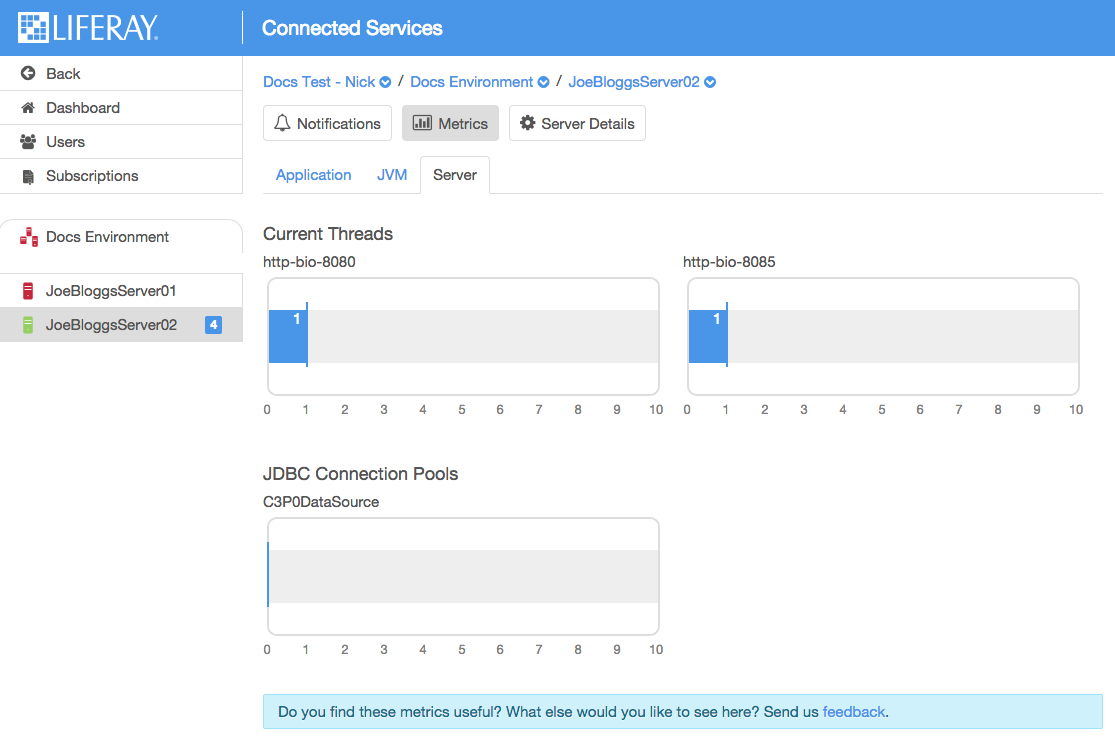 LIFERAY.
Connected Services
Back
Dashboard
Users
Subscriptions
Docs Environment
JoeBloggsServer01
JoeBloggsServer02 4
Docs Test - Nick / Docs Environment / JoeBloggsServer02
Notifications Metrics Server Details
Application JVM Server
Current Threads
http-bio-8080
1
0 1 2 3 4 5 6 7 8 9 10
http-bio-8085
1
0 1 2 3 4 5 6 7 8 9 10
JDBC Connection Pools
C3P0DataSource
0 1 2 3 4 5 6 7 8 9 10
Do you find these metrics useful? What else would you like to see here? Send us feedback.